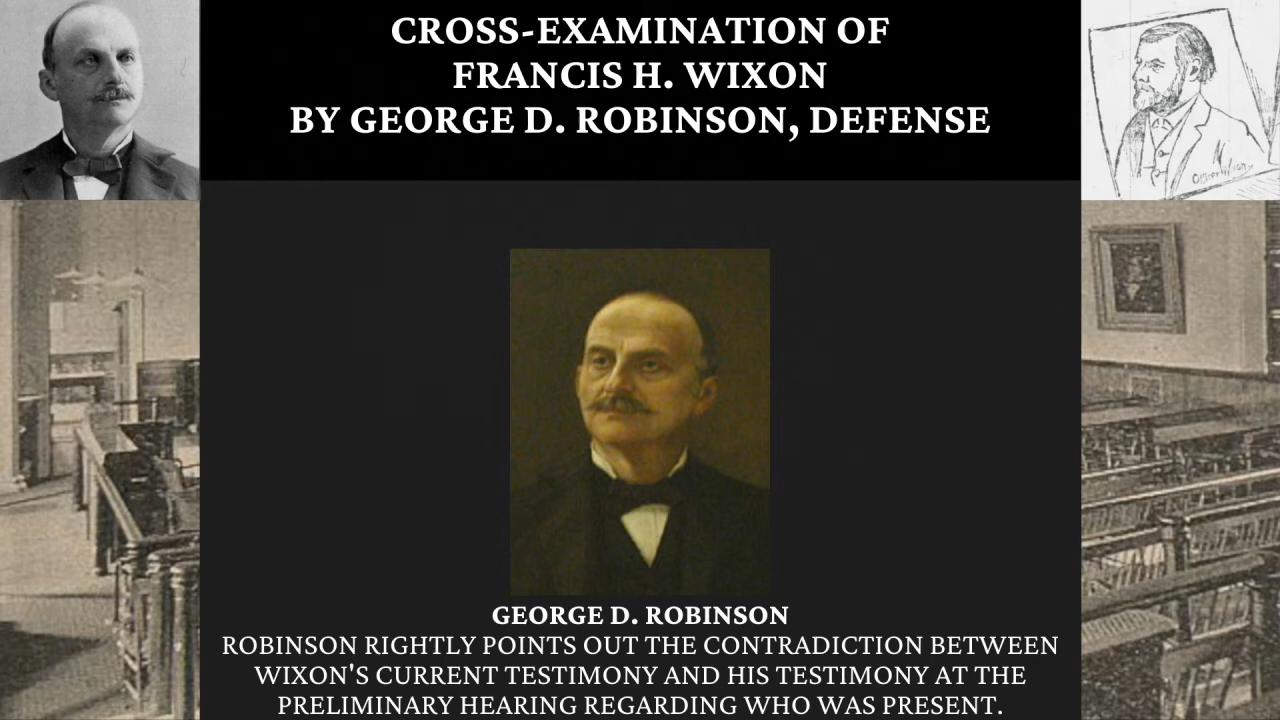 CROSS-EXAMINATION OF
FRANCIS H. WIXON
BY GEORGE D. ROBINSON, DEFENSE
GEORGE D. ROBINSON
ROBINSON RIGHTLY POINTS OUT THE CONTRADICTION BETWEEN
WIXON'S CURRENT TESTIMONY AND HIS TESTIMONY AT THE
PRELIMINARY HEARING REGARDING WHO WAS PRESENT.